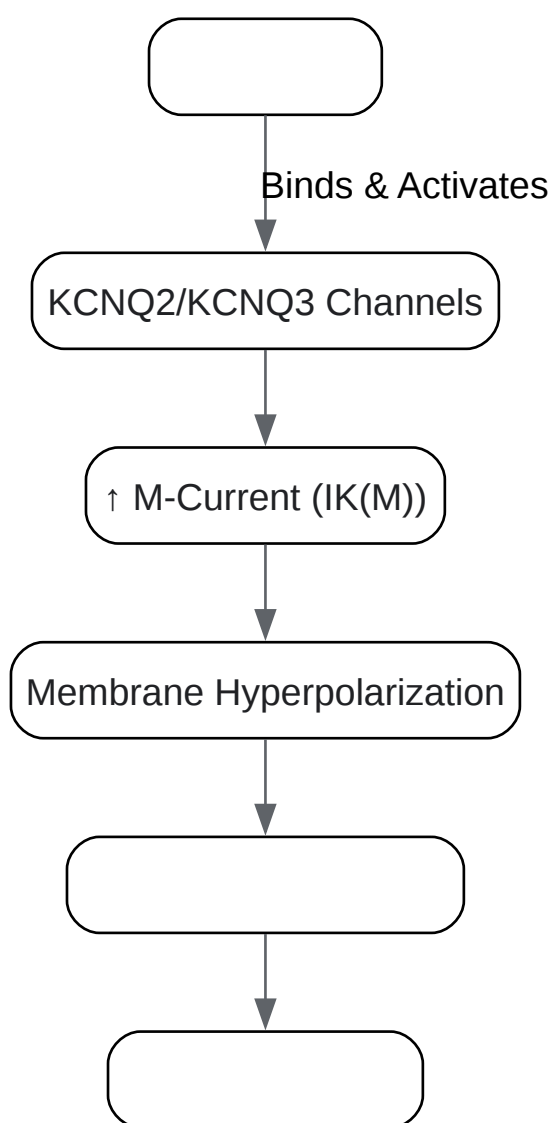 Binds & Activates
KCNQ2/KCNQ3 Channels
↑ M-Current (IK(M))
Membrane Hyperpolarization